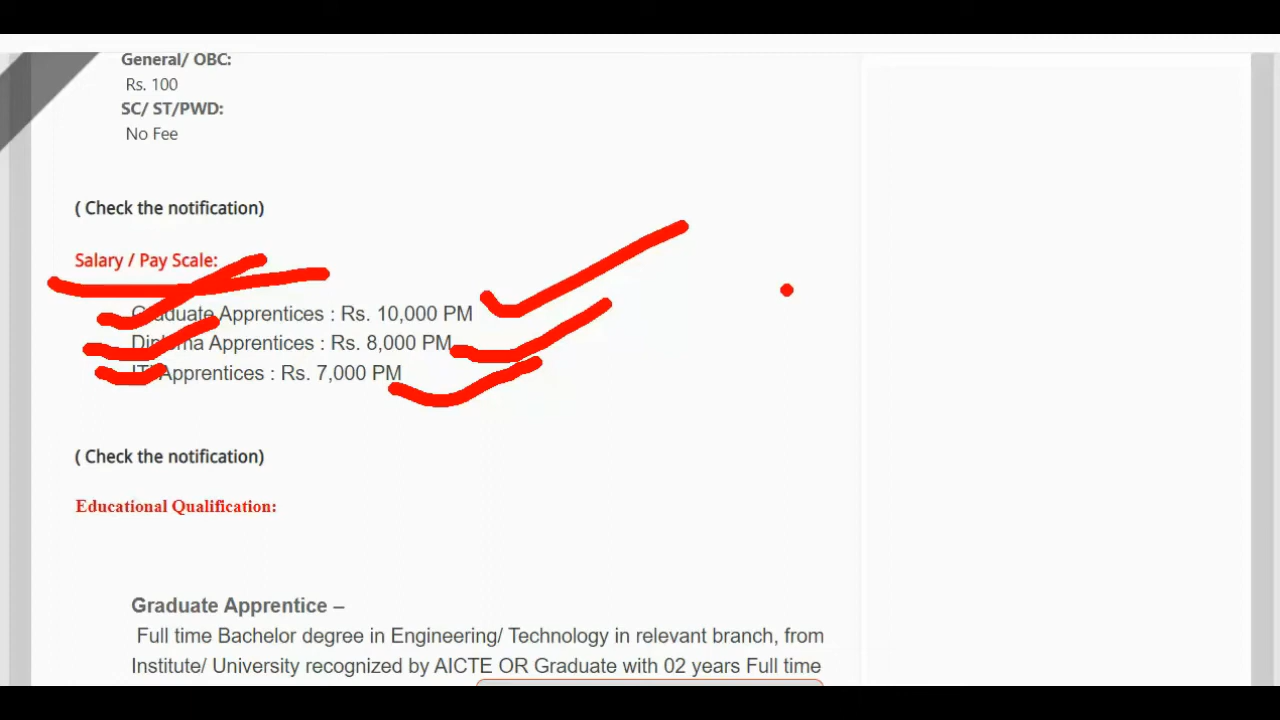 General/ OBC:
Rs. 100
SC/ ST/PWD:
No Fee
( Check the notification)
Salary / Pay Scale:
Graduate Apprentices : Rs. 10,000 PM
Diploma Apprentices : Rs. 8,000 PM
ITI Apprentices : Rs. 7,000 PM
( Check the notification)
Educational Qualification:
Graduate Apprentice –
Full time Bachelor degree in Engineering/ Technology in relevant branch, from
Institute/ University recognized by AICTE OR Graduate with 02 years Full time